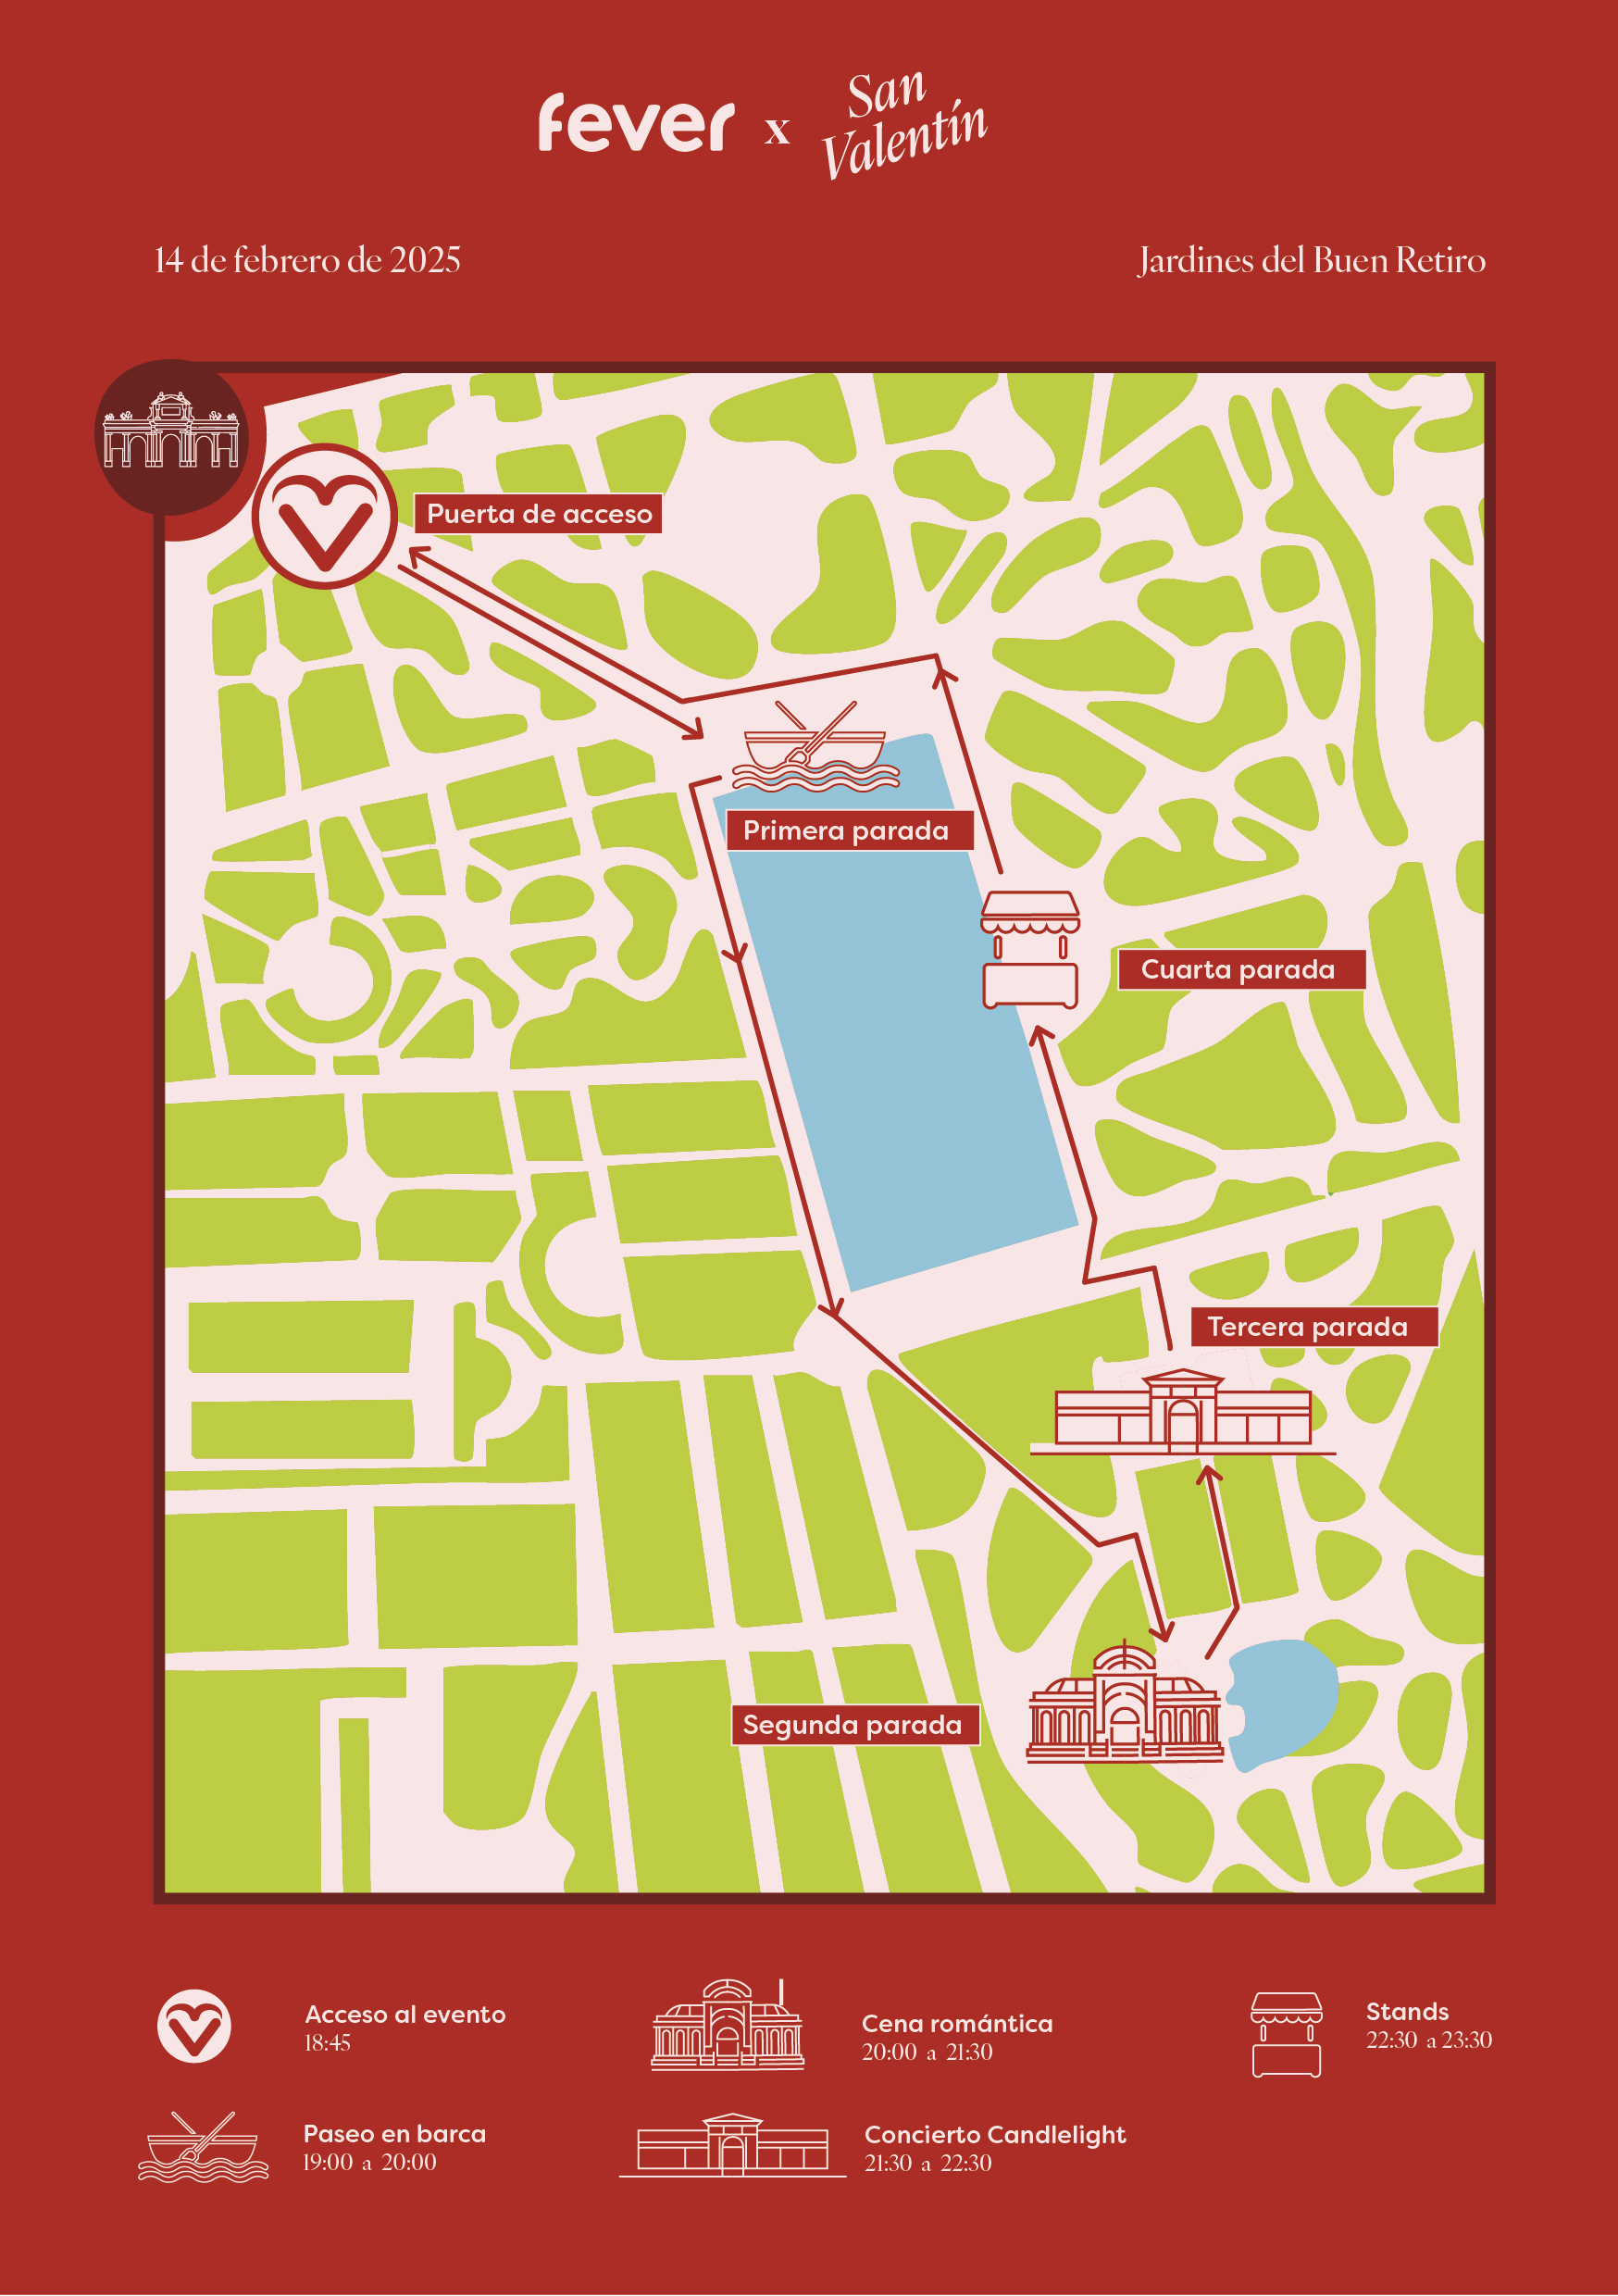 fever x San Valentín
14 de febrero de 2025
Jardines del Buen Retiro
Puerta de acceso
Primera parada
Cuarta parada
Tercera parada
Segunda parada
Acceso al evento
18:45
Cena romántica
20:00 a 21:30
Stands
22:30 a 23:30
Paseo en barca
19:00 a 20:00
Concierto Candlelight
21:30 a 22:30